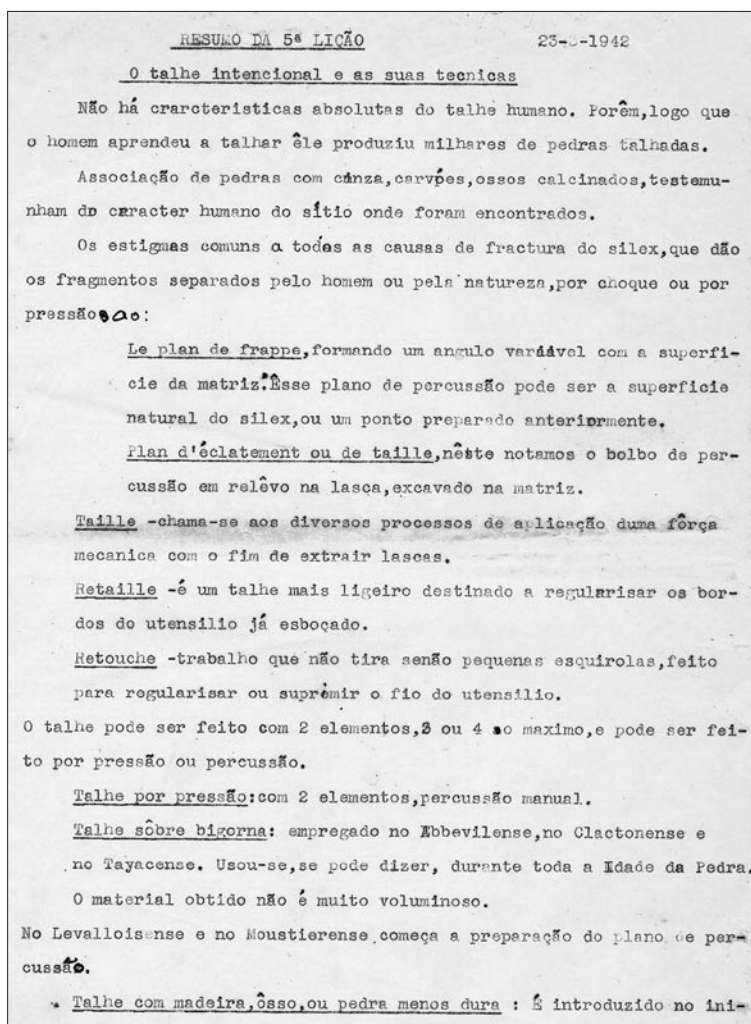 RESUMO DA 5ª LIÇÃO 23- -1942
O talhe intencional e as suas tecnicas
Não há crarcteristicas absolutas do talhe humano. Porêm,logo que
o homem aprendeu a talhar êle produziu milhares de pedras talhadas.
Associação de pedras com cinza,carvões,ossos calcinados,testemu-
nham do caracter humano do sítio onde foram encontrados.
Os estigmas comuns a todas as causas de fractura do silex,que dão
os fragmentos separados pelo homem ou pela natureza,por choque ou por
pressão são:
Le plan de frappe,formando um angulo variável com a superfi-
cie da matriz.Êsse plano de percussão pode ser a superficie
natural do silex,ou um ponto preparado anteriormente.
Plan d'éclatement ou de taille,nêste notamos o bolbo de per-
cussão em relêvo na lasca,excavado na matriz.
Taille -chama-se aos diversos processos de aplicação duma fôrça
mecanica com o fim de extrair lascas.
Retaille -é um talhe mais ligeiro destinado a regularisar os bor-
dos do utensilio já esboçado.
Retouche -trabalho que não tira senão pequenas esquirolas,feito
para regularisar ou suprimir o fio do utensilio.
O talhe pode ser feito com 2 elementos,3 ou 4 ao maximo,e pode ser fei-
to por pressão ou percussão.
Talhe por pressão:com 2 elementos,percussão manual.
Talhe sôbre bigorna: empregado no Abbevilense,no Clactonense e
no Tayacense. Usou-se,se pode dizer, durante toda a Idade da Pedra.
O material obtido não é muito voluminoso.
No Levalloisense e no Moustierense começa a preparação do plano de per-
cussão.
Talhe com madeira,ôsso,ou pedra menos dura : É introduzido no ini-